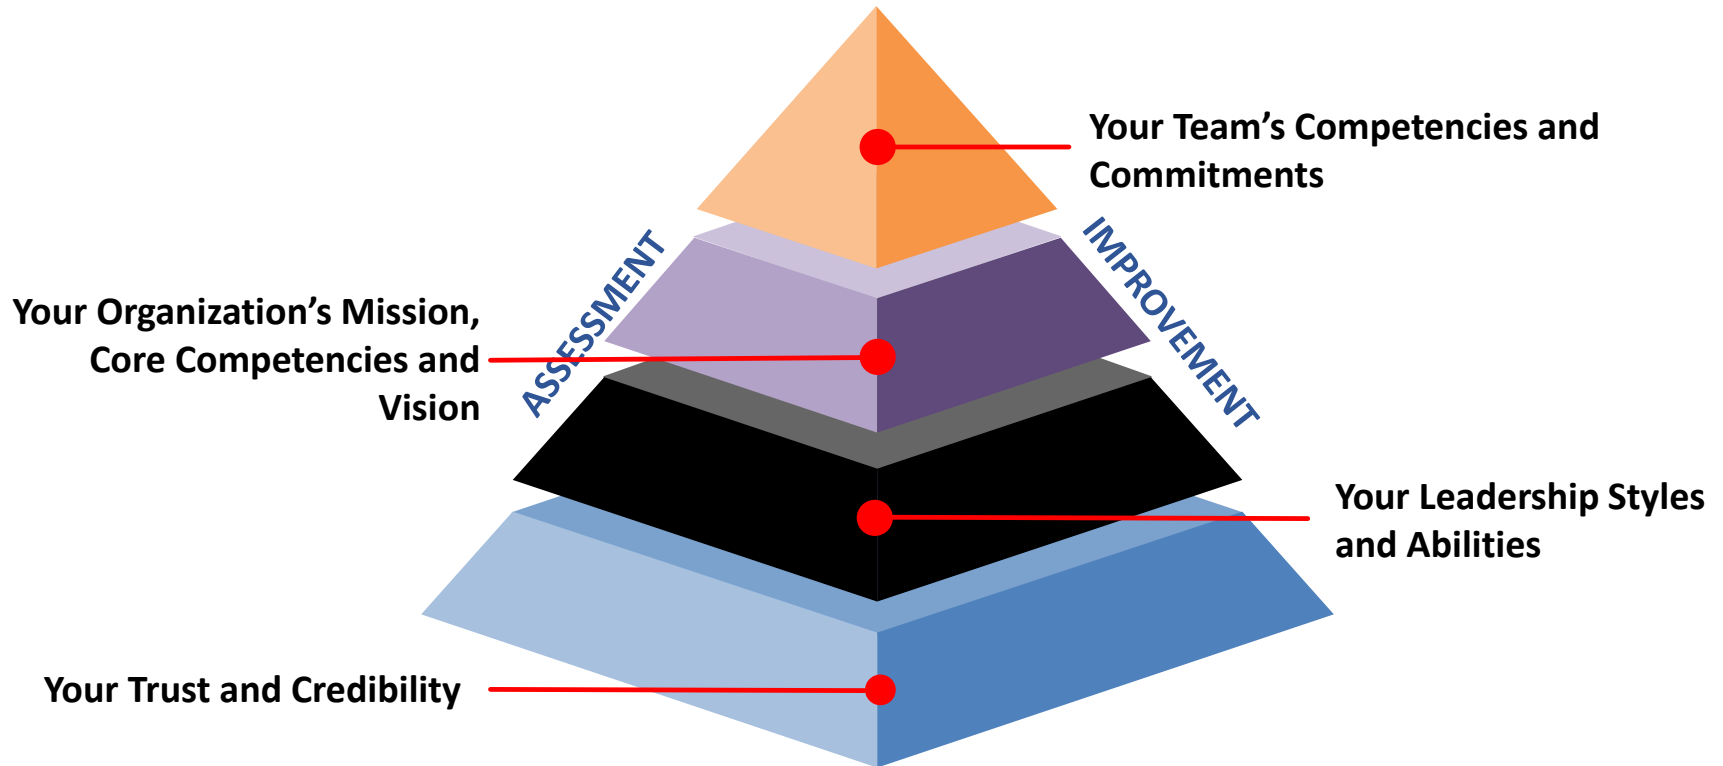 Your Team’s Competencies and
Commitments
ASSESSMENT
IMPROVEMENT
Your Organization’s Mission,
Core Competencies and
Vision
Your Leadership Styles
and Abilities
Your Trust and Credibility